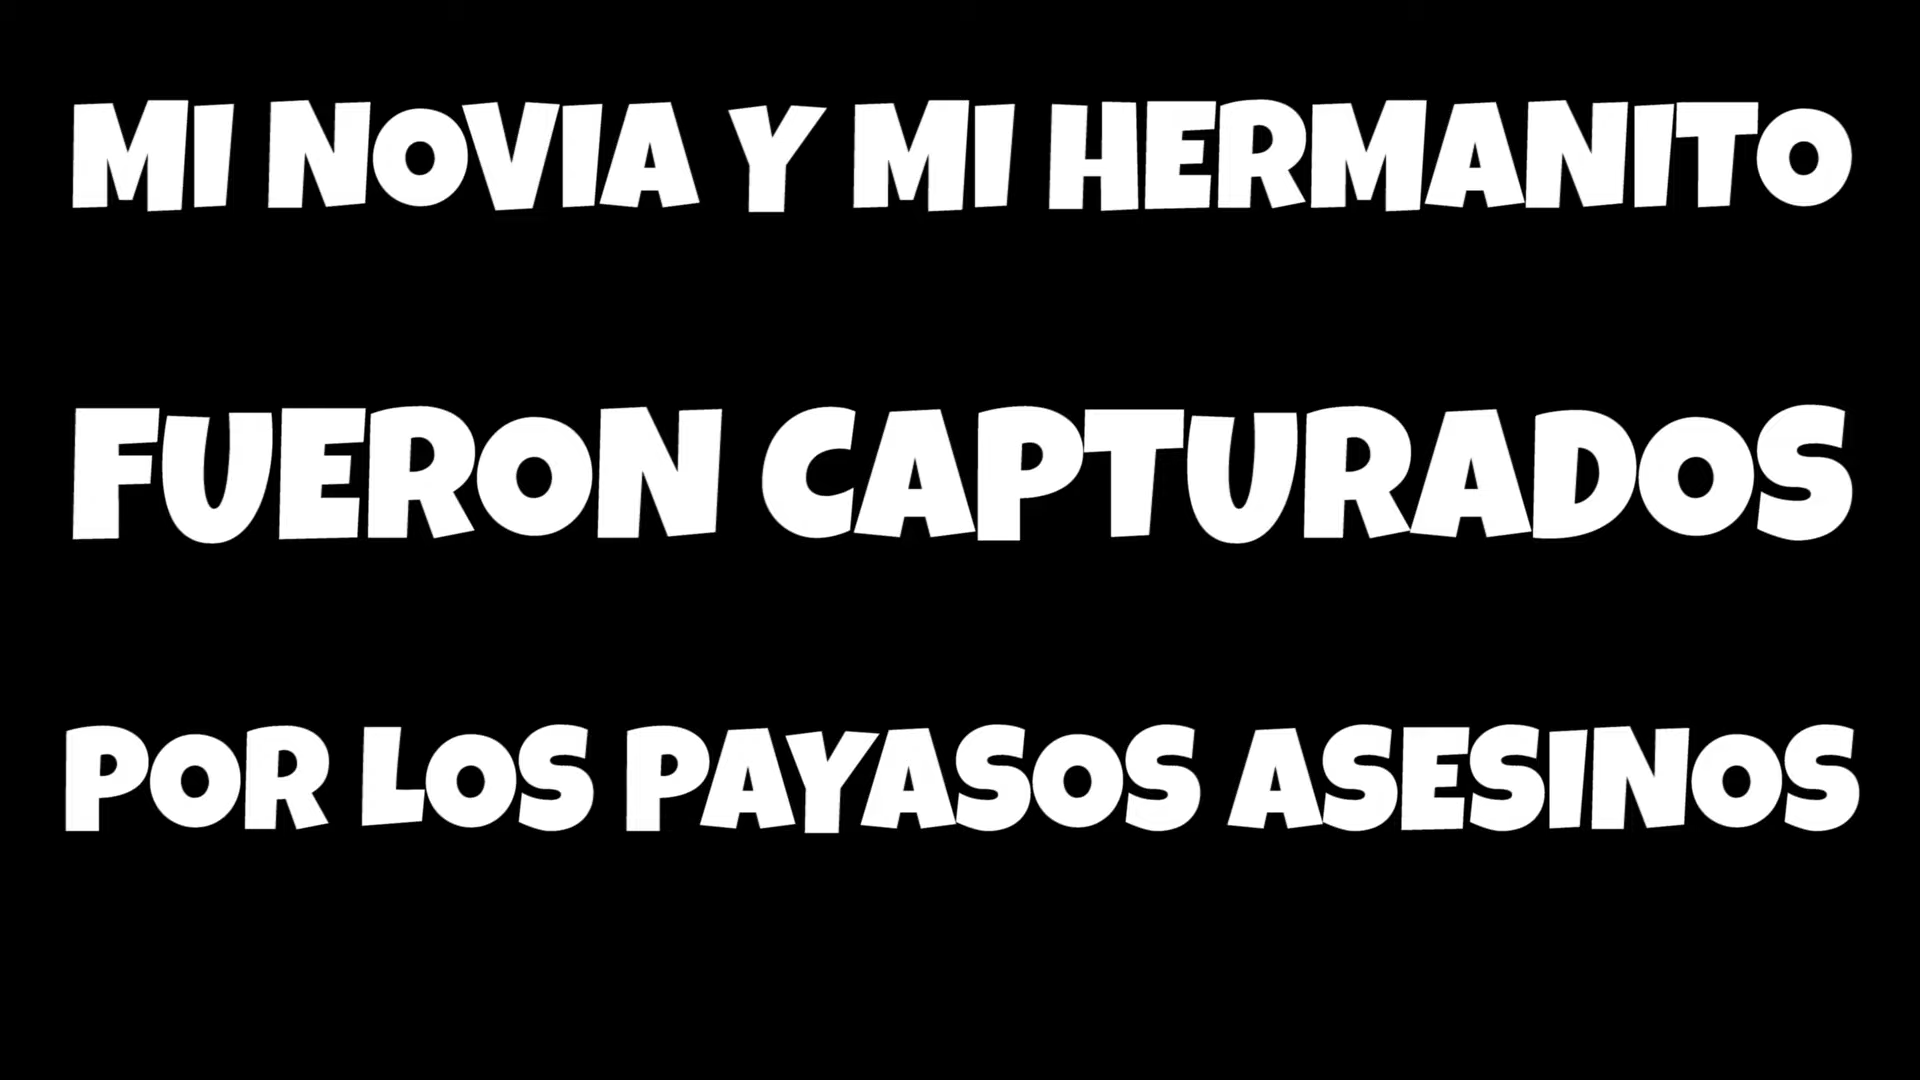 MI NOVIA Y MI HERMANITO
FUERON CAPTURADOS
POR LOS PAYASOS ASESINOS